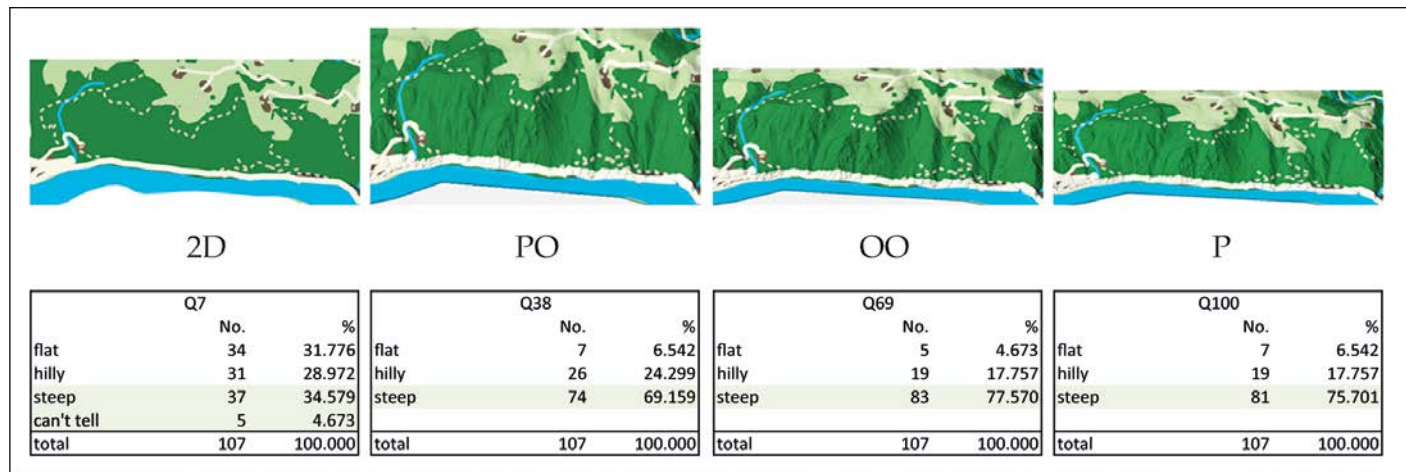 2D PO OO P
Q7 Q38 Q69 Q100
No. % No. % No. % No. %
flat 34 31.776 flat 7 6.542 flat 5 4.673 flat 7 6.542
hilly 31 28.972 hilly 26 24.299 hilly 19 17.757 hilly 19 17.757
steep 37 34.579 steep 74 69.159 steep 83 77.570 steep 81 75.701
can't tell 5 4.673
total 107 100.000 total 107 100.000 total 107 100.000 total 107 100.000